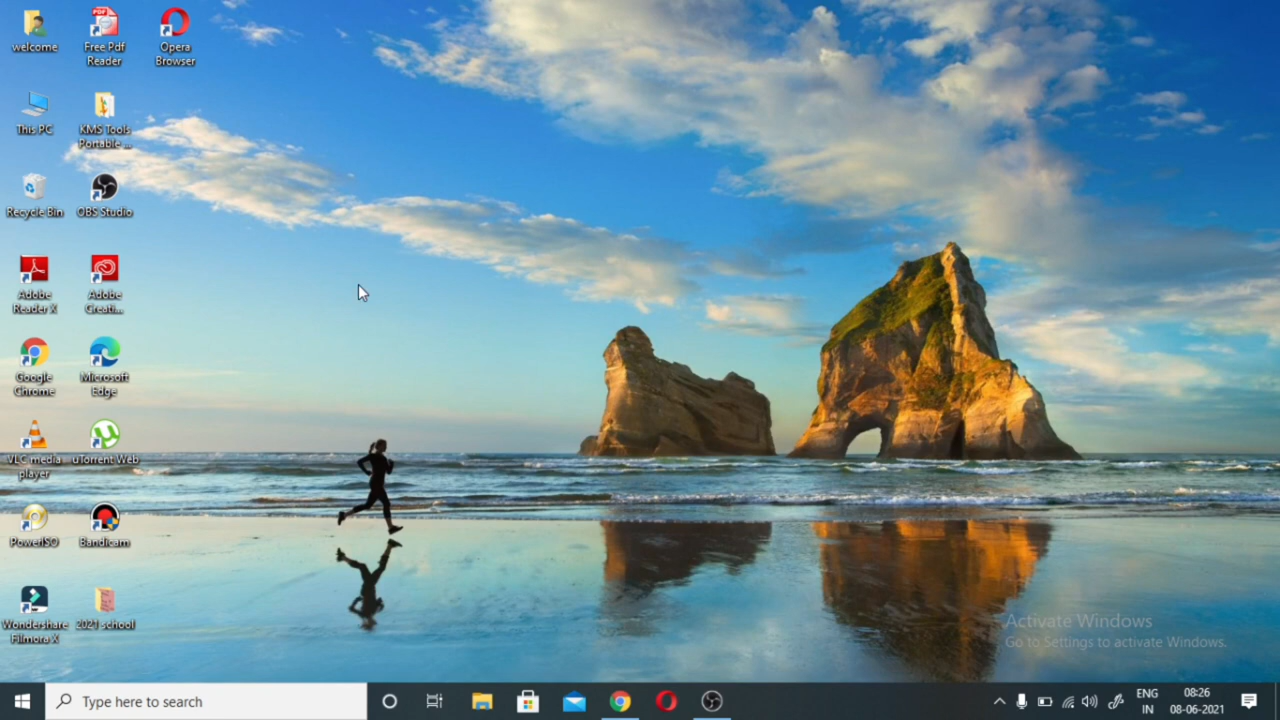 welcome
Free Pdf
Reader
Opera
Browser
This PC
KMS Tools
Portable ...
Recycle Bin
OBS Studio
Adobe
Reader X
Adobe
Creati...
Google
Chrome
Microsoft
Edge
VLC media
player
uTorrent Web
PowerISO
Bandicam
Wondershare
Filmora X
2021 school
Activate Windows
Go to Settings to activate Windows.
Type here to search
ENG
IN
08:26
08-06-2021